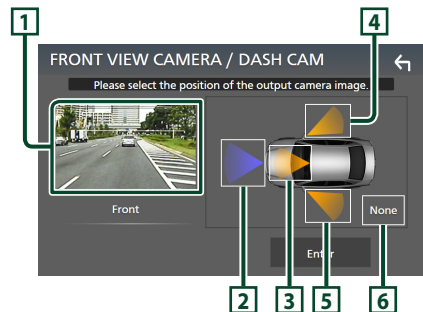 1
4
FRONT VIEW CAMERA / DASH CAM
Please select the position of the output camera image.
Front
None
Enter
2
3
5
6